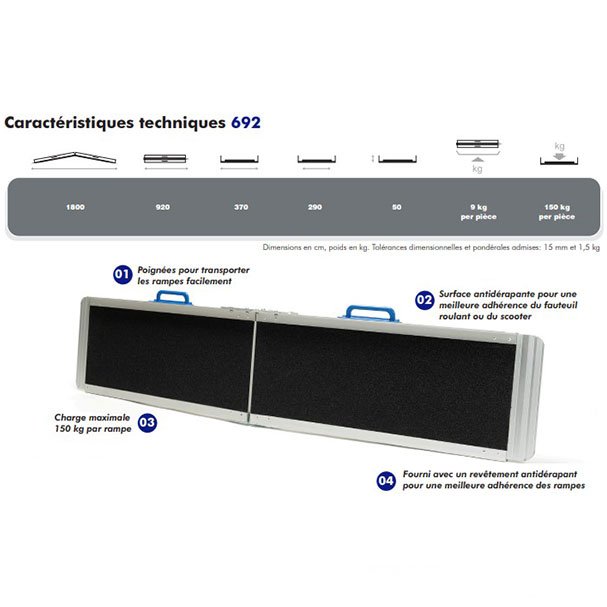 Caractéristiques techniques 692
kg
kg
1800 920 370 290 50 9 kg 150 kg
par pièce par pièce
Dimensions en cm, poids en kg. Tolérances dimensionnelles et pondérales admises: 15 mm et 1,5 kg
01 Poignées pour transporter
les rampes facilement
02 Surface antidérapante pour une
meilleure adhérence du fauteuil
roulant ou du scooter
Charge maximale
150 kg par rampe 03
04 Fourni avec un revêtement antidérapant
pour une meilleure adhérence des rampes